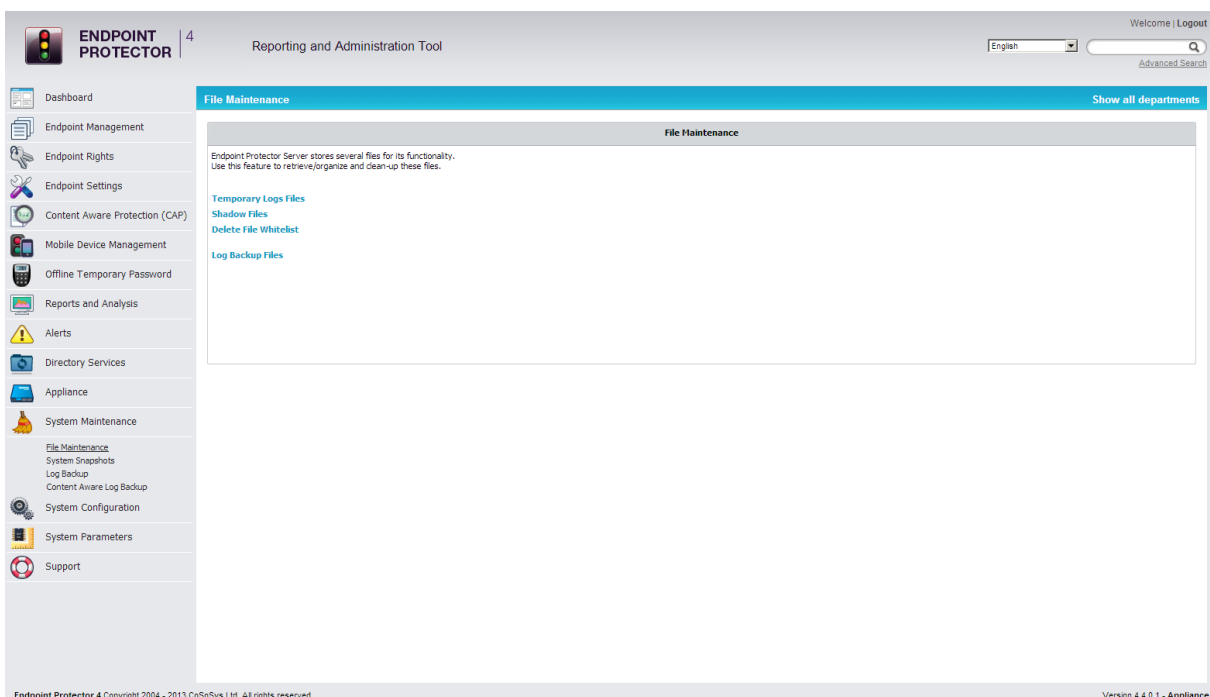 Welcome | Logout
ENDPOINT PROTECTOR | 4
Reporting and Administration Tool
English
Advanced Search
Dashboard
Endpoint Management
Endpoint Rights
Endpoint Settings
Content Aware Protection (CAP)
Mobile Device Management
Offline Temporary Password
Reports and Analysis
Alerts
Directory Services
Appliance
System Maintenance
File Maintenance
System Snapshots
Log Backup
Content Aware Log Backup
System Configuration
System Parameters
Support
File Maintenance
Show all departments
File Maintenance
Endpoint Protector Server stores several files for its functionality.
Use this feature to retrieve/organize and clean-up these files.
Temporary Logs Files
Shadow Files
Delete File Whitelist
Log Backup Files
Endpoint Protector 4 Copyright 2004 - 2013 CoSoSys Ltd. All rights reserved.
Version 4.4.0.1 - Appliance